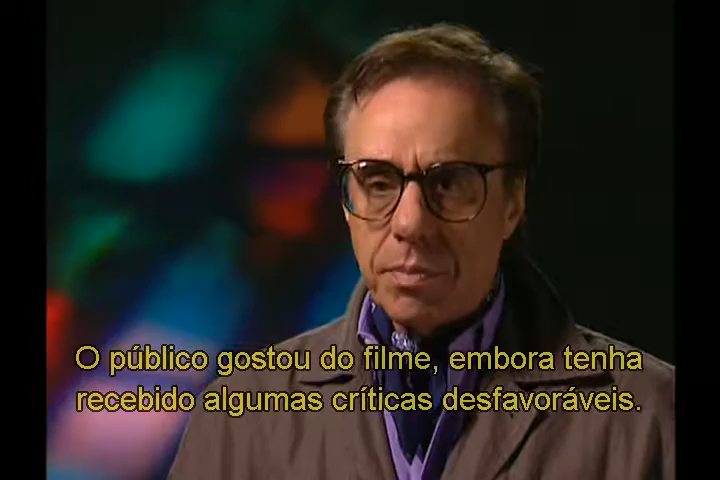 O público gostou do filme, embora tenha
recebido algumas críticas desfavoráveis.